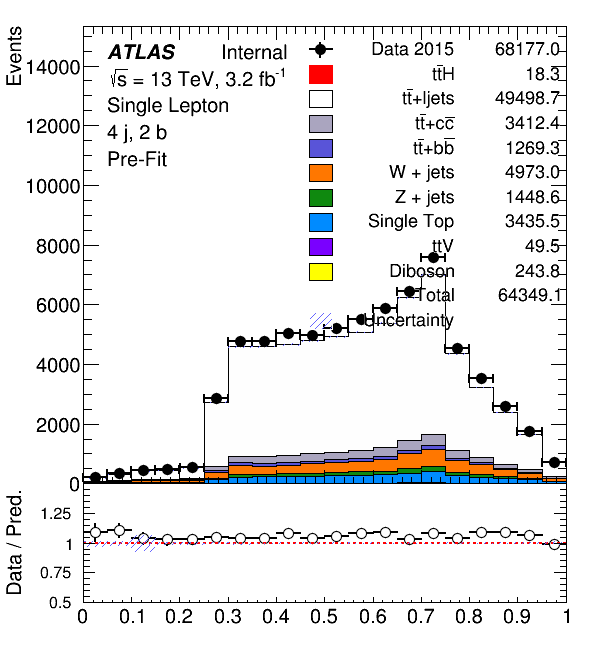 Events
ATLAS Internal
√s = 13 TeV, 3.2 fb⁻¹
Single Lepton
4 j, 2 b
Pre-Fit
Data 2015 68177.0
tt̄H 18.3
tt̄+ljets 49498.7
tt̄+cc̄ 3412.4
tt̄+bb̄ 1269.3
W + jets 4973.0
Z + jets 1448.6
Single Top 3435.5
tt̄V 49.5
Diboson 243.8
Total 64349.1
Uncertainty
14000
12000
10000
8000
6000
4000
2000
0
Data / Pred.
1.25
1
0.75
0.5
0 0.1 0.2 0.3 0.4 0.5 0.6 0.7 0.8 0.9 1